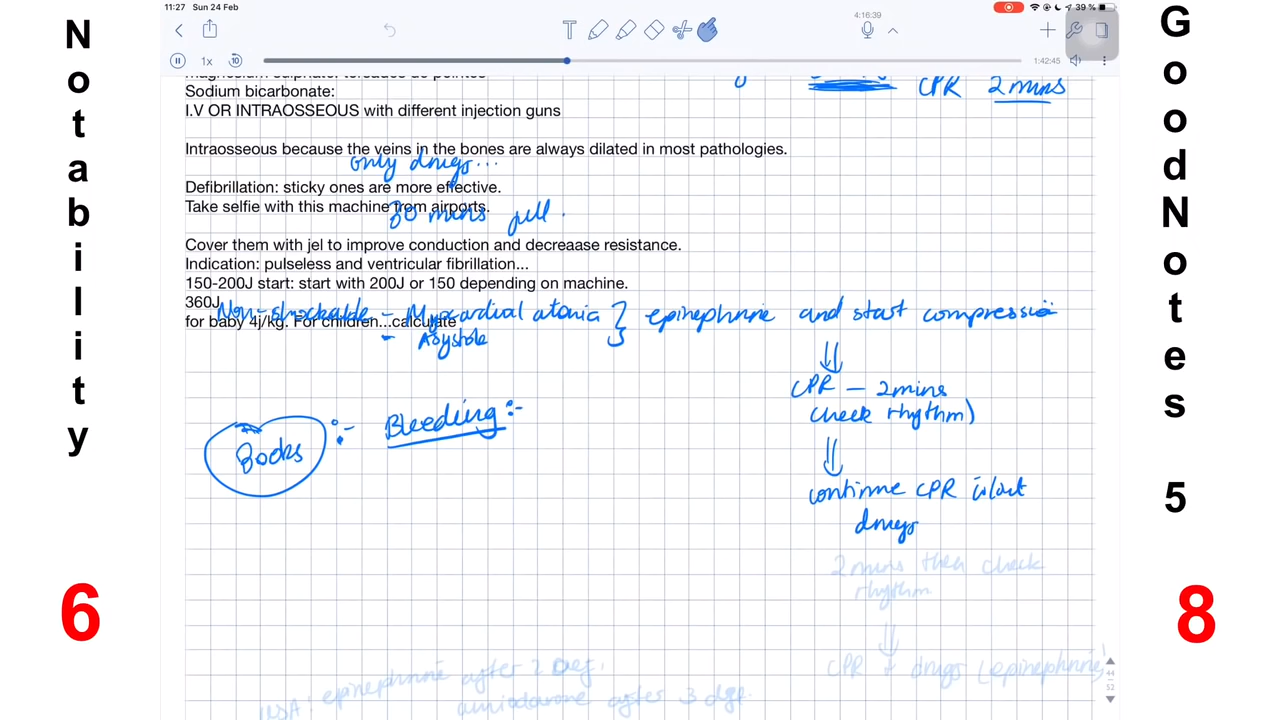 11:27 Sun 24 Feb
39 %
4:16:39
1x
10
1:42:45
Notability
6
GoodNotes 5
8
CPR 2 mins
Sodium bicarbonate:
I.V OR INTRAOSSEOUS with different injection guns
Intraosseous because the veins in the bones are always dilated in most pathologies.
only drugs...
Defibrillation: sticky ones are more effective.
Take selfie with this machine from airports.
30 mins full.
Cover them with jel to improve conduction and decreaase resistance.
Indication: pulseless and ventricular fibrillation...
150-200J start: start with 200J or 150 depending on machine.
360J
Non-shockable - Myocardial atonia } epinephrine and start compression
for baby 4j/kg. For children...calculate
- Asystole
CPR - 2 mins
check rhythm)
Books :- Bleeding :-
continue CPR
drugs
2 mins then check
rhythm
CPR + drugs (epinephrine)
USA: epinephrine after 2 Def.
amiodarone after 3 def.
44
52